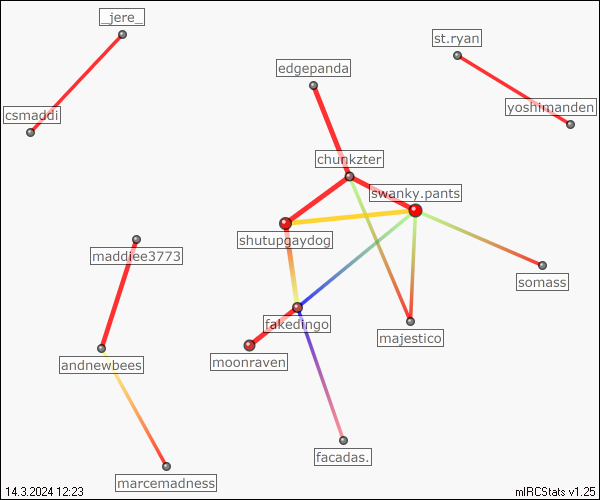 _jere_
st.ryan
edgepanda
csmaddi
yoshimanden
chunkzter
swanky.pants
shutupgaydog
maddiee3773
somass
fakedingo
majestico
moonraven
andnewbees
facadas.
marcemadness
14.3.2024 12:23
mIRCStats v1.25